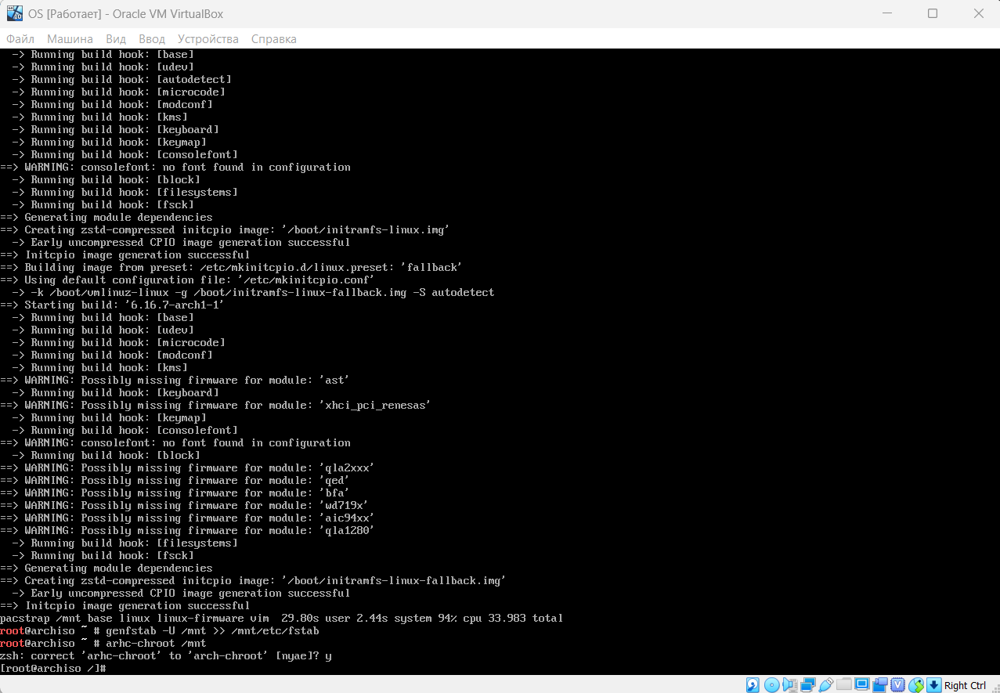 OS [Работает] - Oracle VM VirtualBox
Файл Машина Вид Ввод Устройства Справка
-> Running build hook: [base]
-> Running build hook: [udev]
-> Running build hook: [autodetect]
-> Running build hook: [microcode]
-> Running build hook: [modconf]
-> Running build hook: [kms]
-> Running build hook: [keyboard]
-> Running build hook: [keymap]
-> Running build hook: [consolefont]
==> WARNING: consolefont: no font found in configuration
-> Running build hook: [block]
-> Running build hook: [filesystems]
-> Running build hook: [fsck]
==> Generating module dependencies
==> Creating zstd-compressed initcpio image: '/boot/initramfs-linux.img'
-> Early uncompressed CPIO image generation successful
==> Initcpio image generation successful
==> Building image from preset: /etc/mkinitcpio.d/linux.preset: 'fallback'
==> Using default configuration file: '/etc/mkinitcpio.conf'
-> -k /boot/vmlinuz-linux -g /boot/initramfs-linux-fallback.img -S autodetect
==> Starting build: '6.16.7-arch1-1'
-> Running build hook: [base]
-> Running build hook: [udev]
-> Running build hook: [microcode]
-> Running build hook: [modconf]
-> Running build hook: [kms]
==> WARNING: Possibly missing firmware for module: 'ast'
-> Running build hook: [keyboard]
==> WARNING: Possibly missing firmware for module: 'xhci_pci_renesas'
-> Running build hook: [keymap]
-> Running build hook: [consolefont]
==> WARNING: consolefont: no font found in configuration
-> Running build hook: [block]
==> WARNING: Possibly missing firmware for module: 'qla2xxx'
==> WARNING: Possibly missing firmware for module: 'qed'
==> WARNING: Possibly missing firmware for module: 'bfa'
==> WARNING: Possibly missing firmware for module: 'wd719x'
==> WARNING: Possibly missing firmware for module: 'aic94xx'
==> WARNING: Possibly missing firmware for module: 'qla1280'
-> Running build hook: [filesystems]
-> Running build hook: [fsck]
==> Generating module dependencies
==> Creating zstd-compressed initcpio image: '/boot/initramfs-linux-fallback.img'
-> Early uncompressed CPIO image generation successful
==> Initcpio image generation successful
pacstrap /mnt base linux linux-firmware vim  29.80s user 2.44s system 94% cpu 33.983 total
root@archiso ~ # genfstab -U /mnt >> /mnt/etc/fstab
root@archiso ~ # arhc-chroot /mnt
zsh: correct 'arhc-chroot' to 'arch-chroot' [nyae]? y
[root@archiso /]#
Right Ctrl